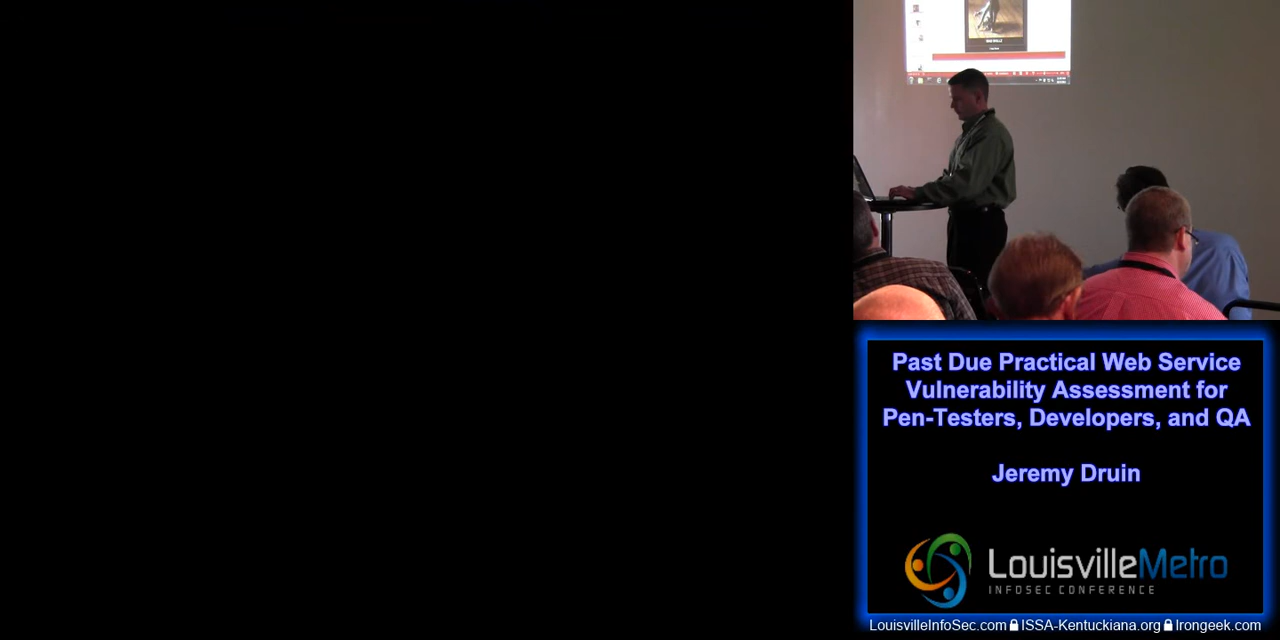 Past Due Practical Web Service
Vulnerability Assessment for
Pen-Testers, Developers, and QA
Jeremy Druin
LouisvilleMetro
INFOSEC CONFERENCE
LouisvilleInfoSec.com ISSA-Kentuckiana.org Irongeek.com